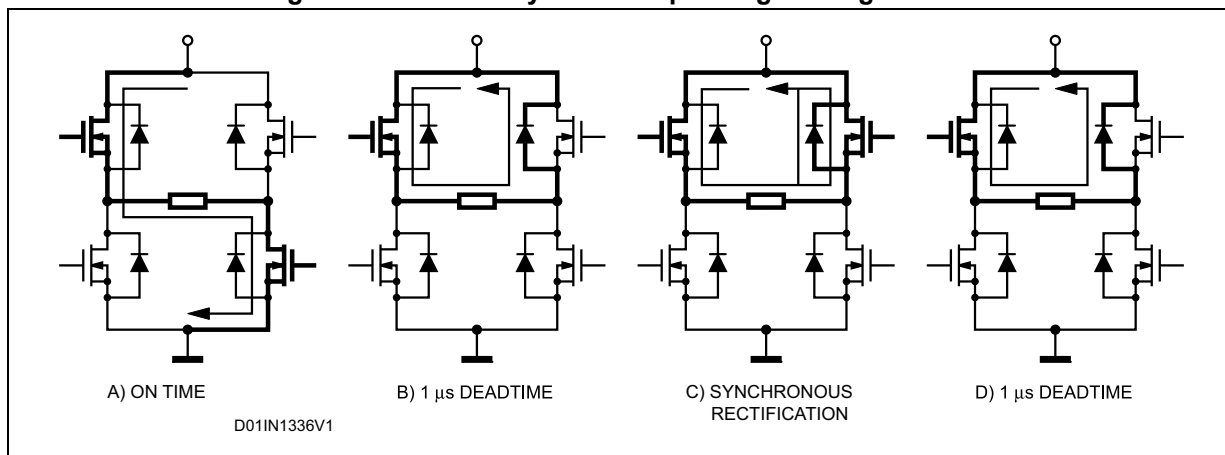 A) ON TIME
B) 1 μs DEADTIME
C) SYNCHRONOUS
RECTIFICATION
D) 1 μs DEADTIME
D01IN1336V1